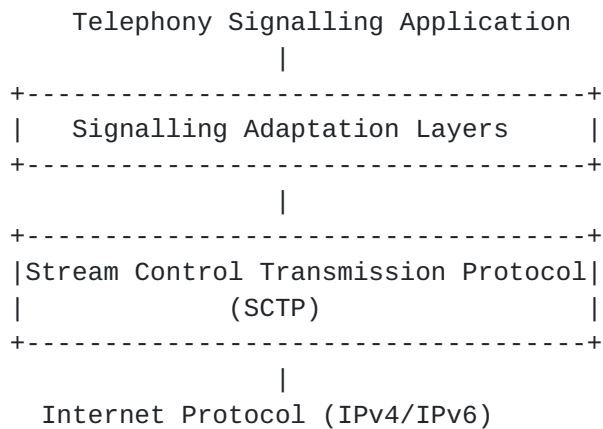 Telephony Signalling Application
Signalling Adaptation Layers
Stream Control Transmission Protocol
(SCTP)
Internet Protocol (IPv4/IPv6)